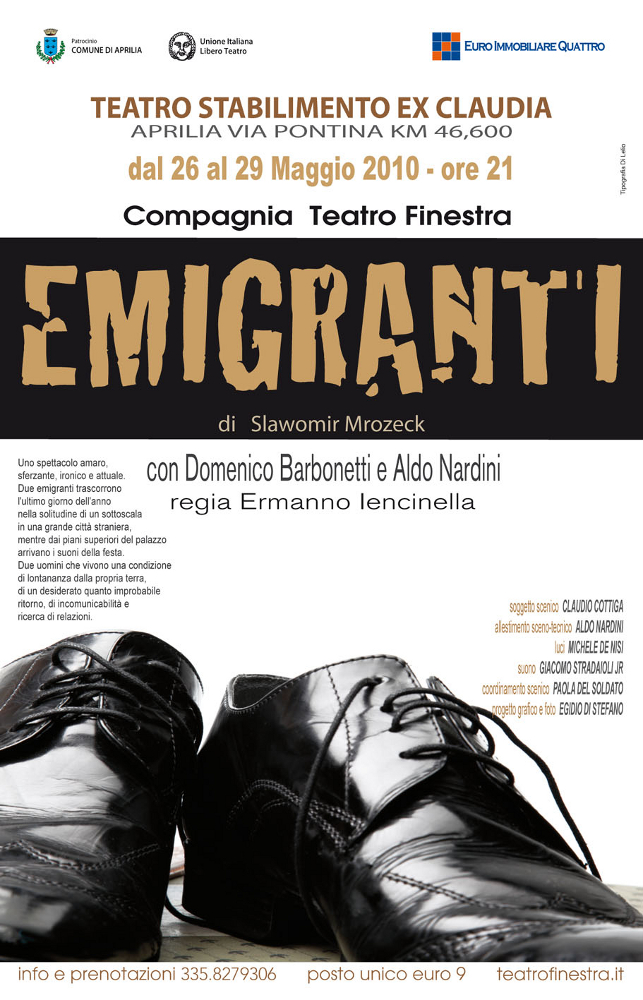 Patrocinio
COMUNE DI APRILIA
Unione Italiana
Libero Teatro
EURO IMMOBILIARE QUATTRO
TEATRO STABILIMENTO EX CLAUDIA
APRILIA VIA PONTINA KM 46,600
dal 26 al 29 Maggio 2010 - ore 21
Tipografia Di Lelio
Compagnia Teatro Finestra
EMIGRANTI
di Slawomir Mrozeck
con Domenico Barbonetti e Aldo Nardini
regia Ermanno Iencinella
Uno spettacolo amaro,
sferzante, ironico e attuale.
Due emigranti trascorrono
l'ultimo giorno dell'anno
nella solitudine di un sottoscala
in una grande città straniera,
mentre dai piani superiori del palazzo
arrivano i suoni della festa.
Due uomini che vivono una condizione
di lontananza dalla propria terra,
di un desiderato quanto improbabile
ritorno, di incomunicabilità e
ricerca di relazioni.
soggetto scenico CLAUDIO COTTIGA
allestimento sceno-tecnico ALDO NARDINI
luci MICHELE DE NISI
suono GIACOMO STRADAIOLI JR
coordinamento scenico PAOLA DEL SOLDATO
progetto grafico e foto EGIDIO DI STEFANO
info e prenotazioni 335.8279306 posto unico euro 9 teatrofinestra.it